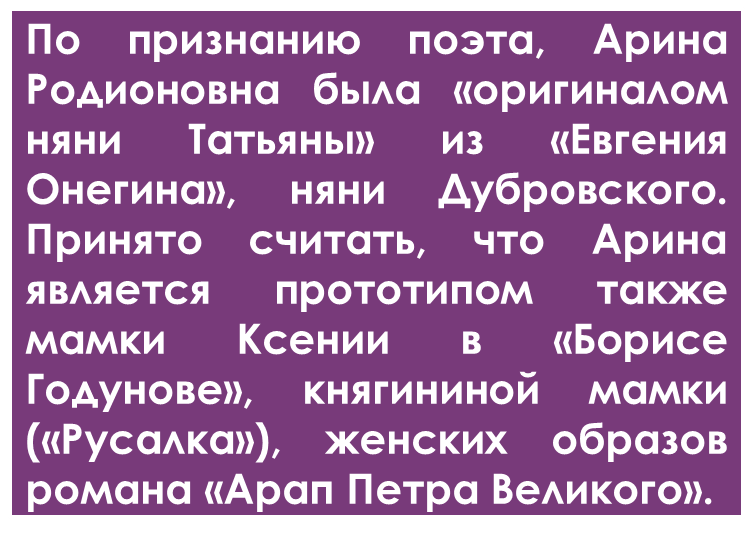 По признанию поэта, Арина
Родионовна была «оригиналом
няни Татьяны» из «Евгения
Онегина», няни Дубровского.
Принято считать, что Арина
является прототипом также
мамки Ксении в «Борисе
Годунове», княгининой мамки
(«Русалка»), женских образов
романа «Арап Петра Великого».